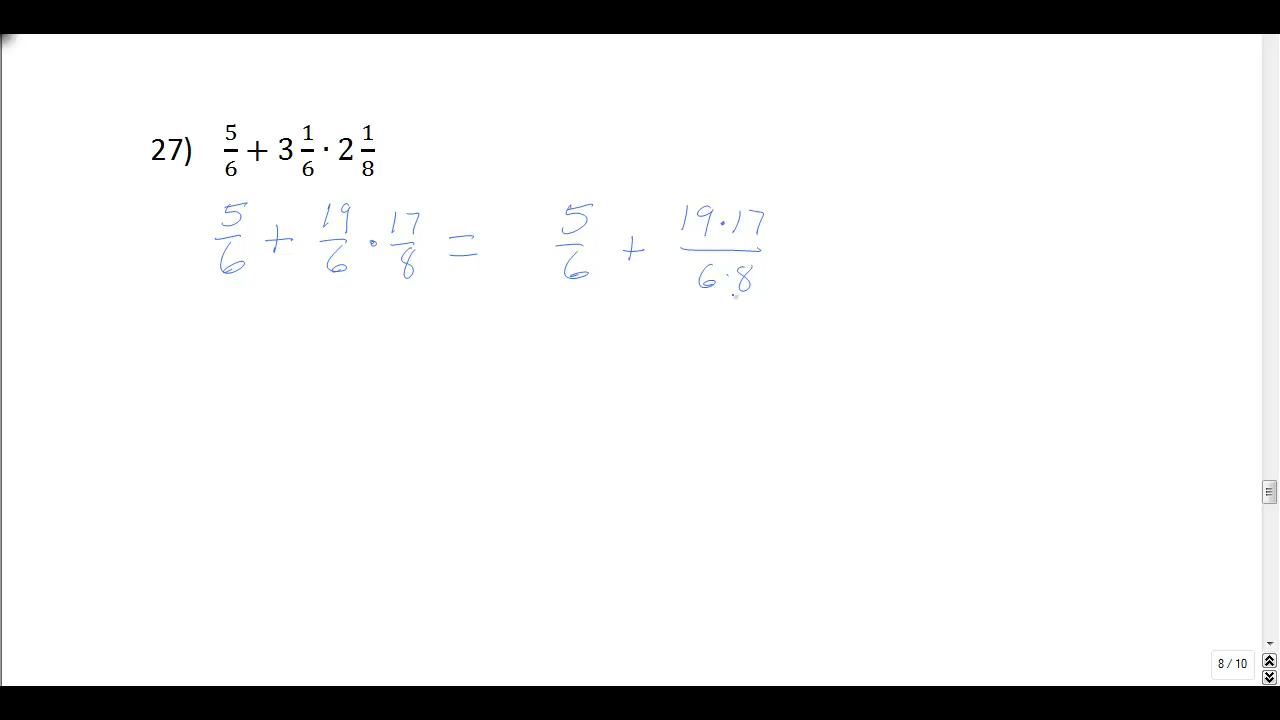 27) 5/6 + 3 1/6 · 2 1/8
5/6 + 19/6 · 17/8 = 5/6 + 19·17/6·8
8 / 10